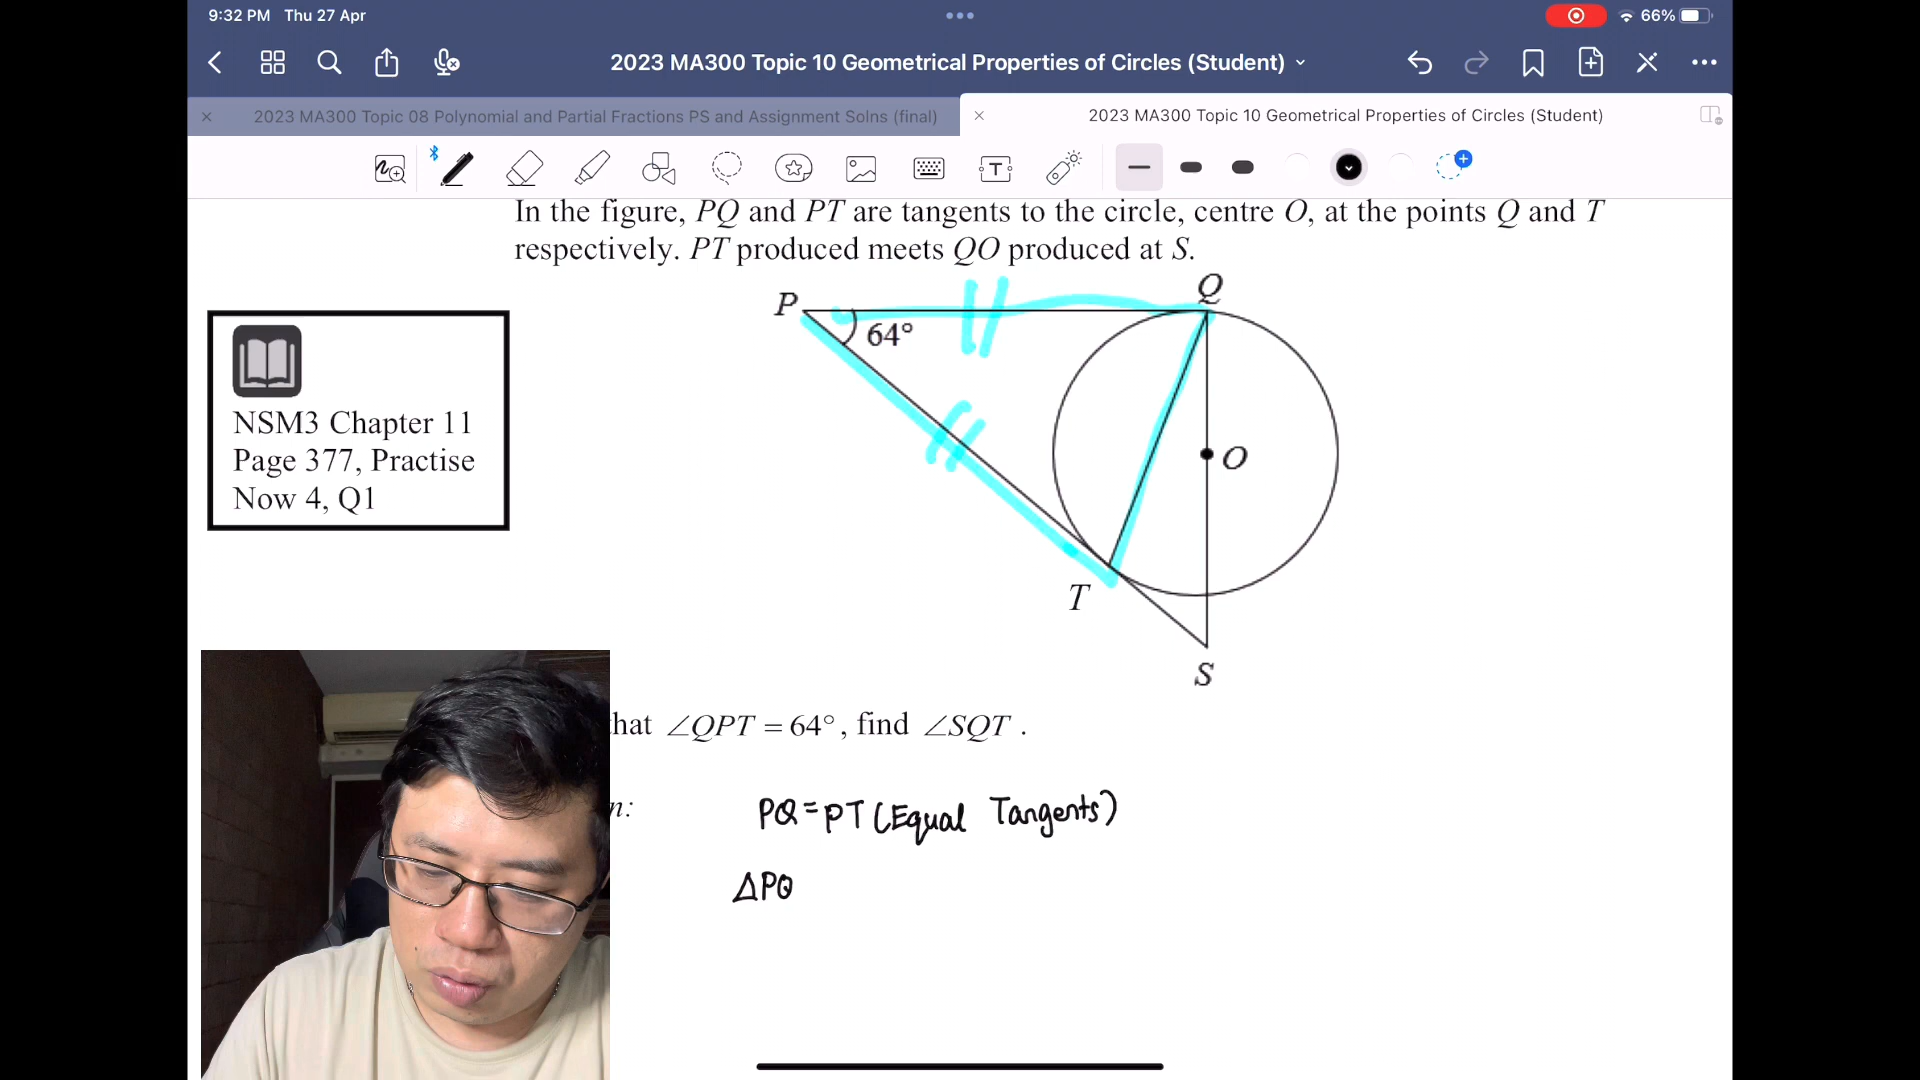 9:32 PM Thu 27 Apr
66%
2023 MA300 Topic 10 Geometrical Properties of Circles (Student)
2023 MA300 Topic 08 Polynomial and Partial Fractions PS and Assignment Solns (final)
2023 MA300 Topic 10 Geometrical Properties of Circles (Student)
T
In the figure, PQ and PT are tangents to the circle, centre O, at the points Q and T
respectively. PT produced meets QO produced at S.
P
Q
64°
O
T
S
NSM3 Chapter 11
Page 377, Practise
Now 4, Q1
that ∠QPT = 64°, find ∠SQT .
n:
PQ = PT (Equal Tangents)
△PQ